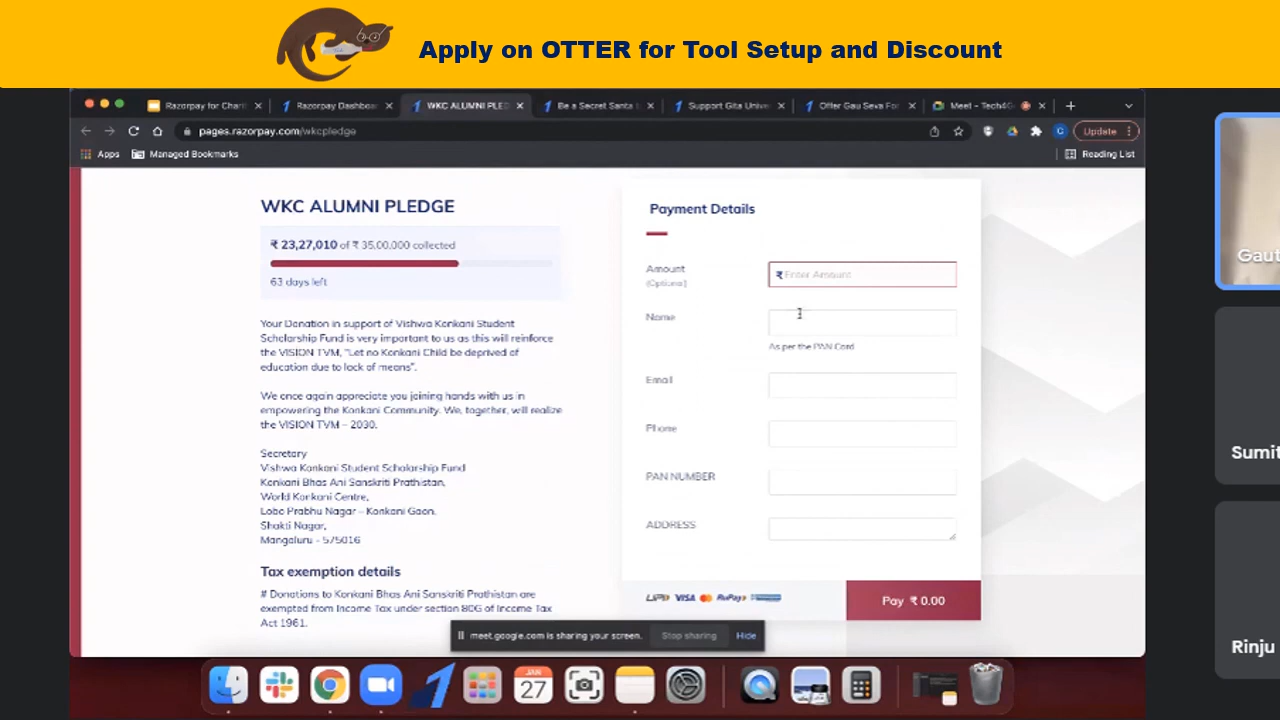 Apply on OTTER for Tool Setup and Discount
Razorpay for Chari
Razorpay Dashboar
WKC ALUMNI PLED
Be a Secret Santa
Support Gita Unive
Offer Gau Seva For
Meet - Tech4G
pages.razorpay.com/wkcpledge
Update
Apps
Managed Bookmarks
Reading List
WKC ALUMNI PLEDGE
₹ 23,27,010 of ₹ 35,00,000 collected
63 days left
Your Donation in support of Vishwa Konkani Student
Scholarship Fund is very important to us as this will reinforce
the VISION TVM, "Let no Konkani Child be deprived of
education due to lack of means".
We once again appreciate you joining hands with us in
empowering the Konkani Community. We, together, will realize
the VISION TVM – 2030.
Secretary
Vishwa Konkani Student Scholarship Fund
Konkani Bhas Ani Sanskriti Prathistan,
World Konkani Centre,
Lobo Prabhu Nagar – Konkani Gaon,
Shakti Nagar,
Mangaluru - 575016
Tax exemption details
# Donations to Konkani Bhas Ani Sanskriti Prathistan are
exempted from Income Tax under section 80G of Income Tax
Act 1961.
Payment Details
Amount
(Optional)
₹ Enter Amount
Name
As per the PAN Card
Email
Phone
PAN NUMBER
ADDRESS
UPI VISA RuPay
Pay ₹ 0.00
meet.google.com is sharing your screen.
Stop sharing
Hide
JAN
27
Gaut
Sumit
Rinju